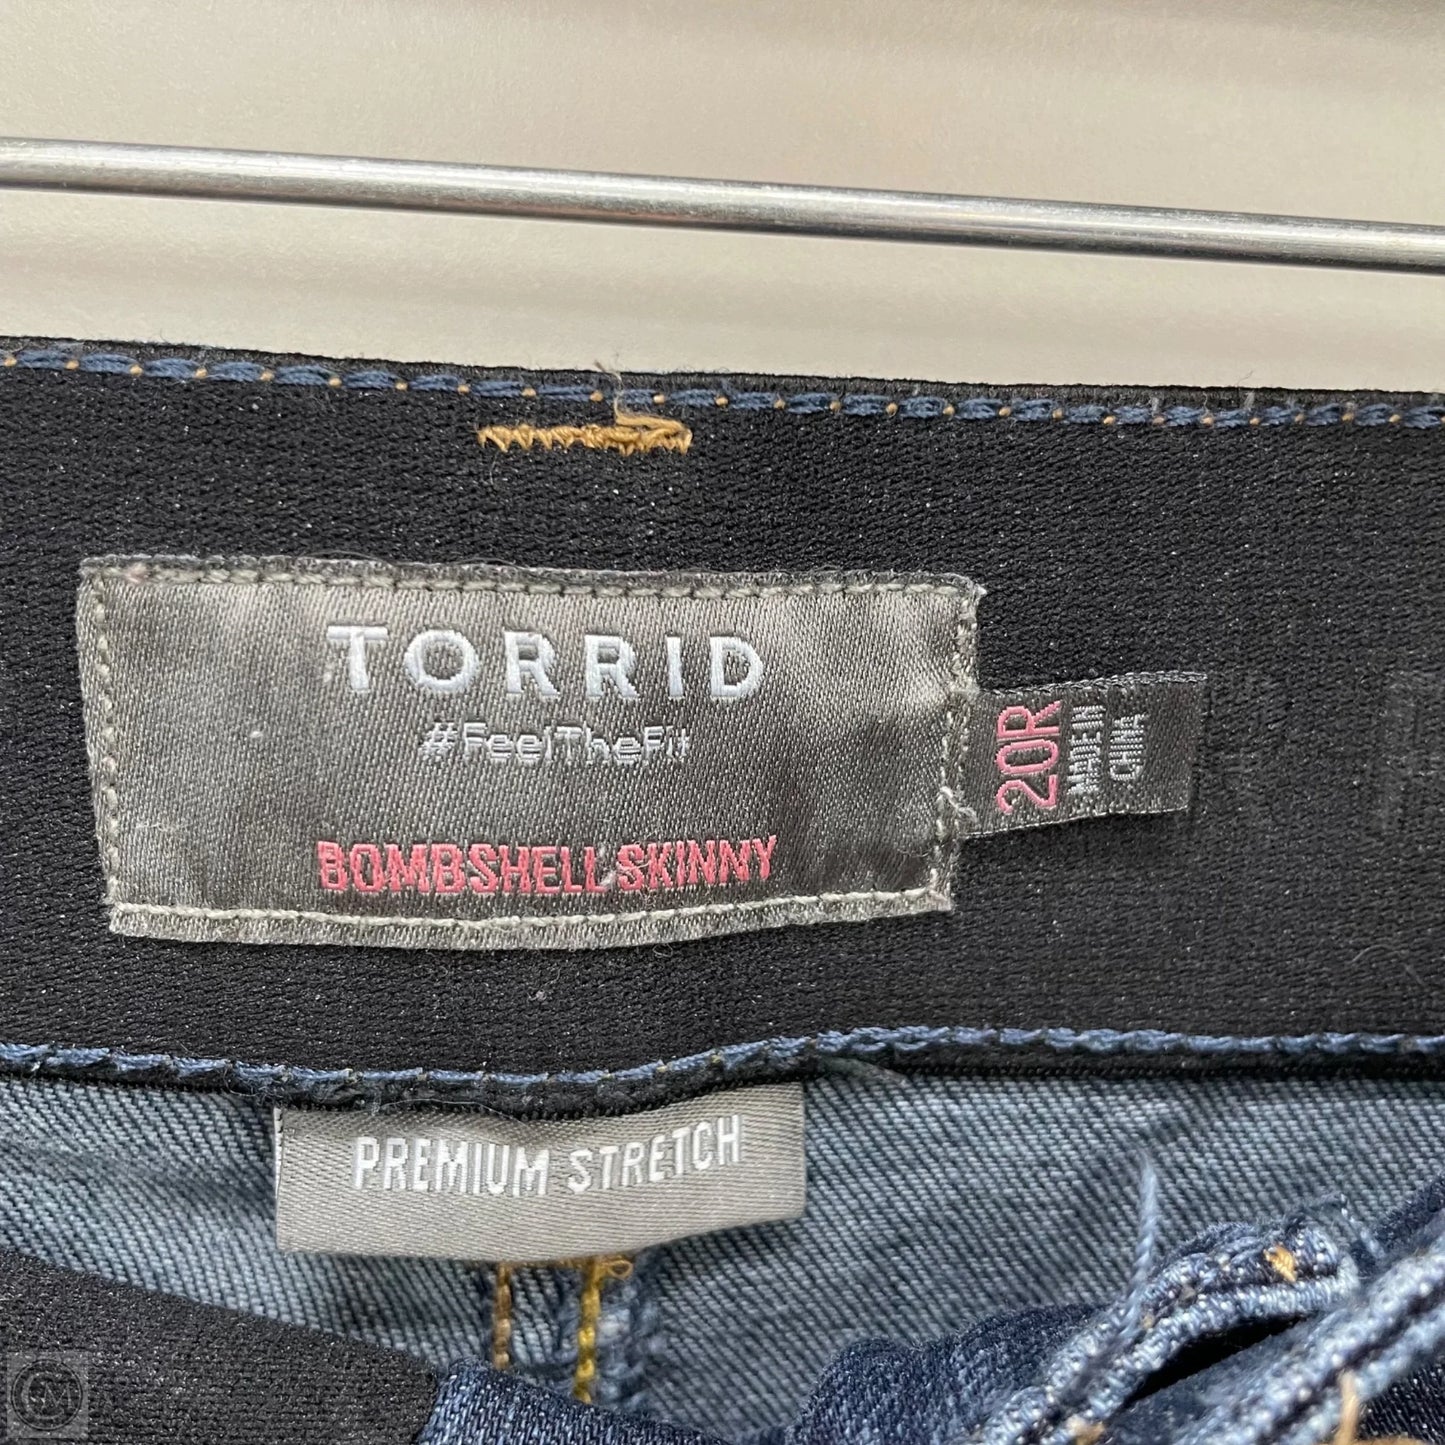 TORRID
#FeelTheFit
BOMBSHELL SKINNY
20R
MADE IN
CHINA
PREMIUM STRETCH